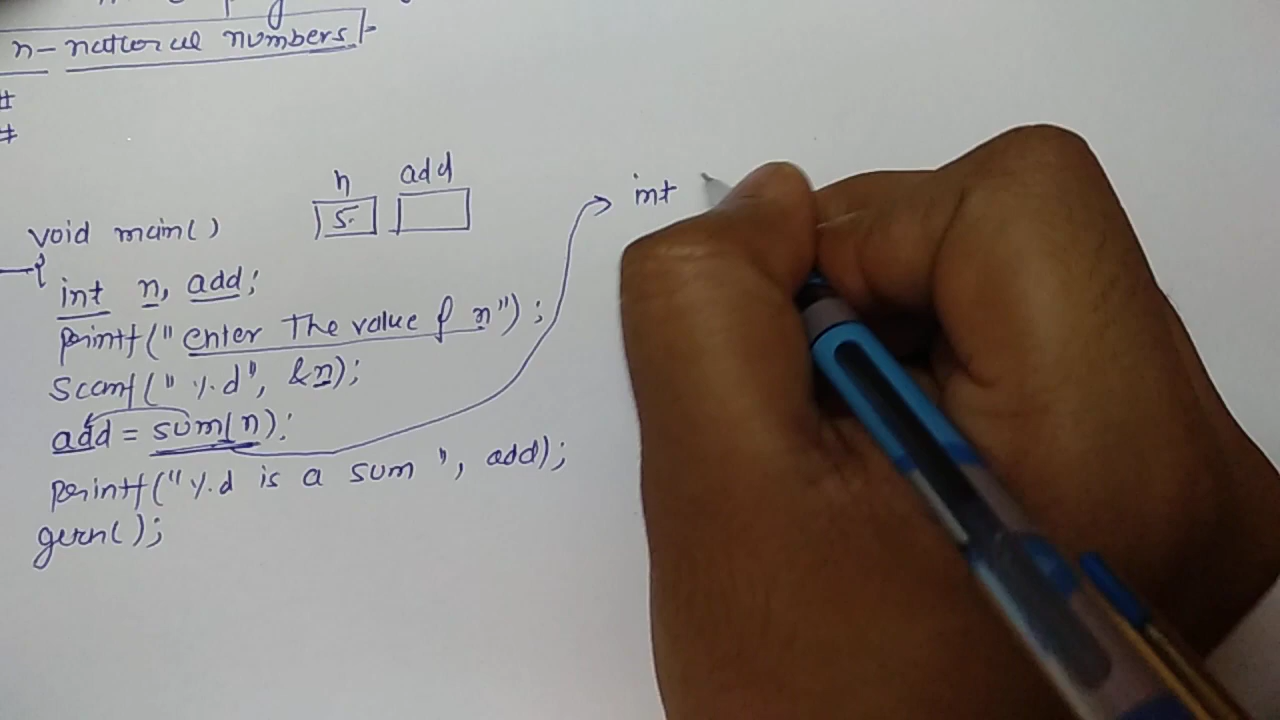 n-natural numbers
#
#
n add
5
void main()
{
int n, add;
printf("enter the value of n");
scanf("%d", &n);
add = sum(n);
printf("%d is a sum", add);
getch();
int